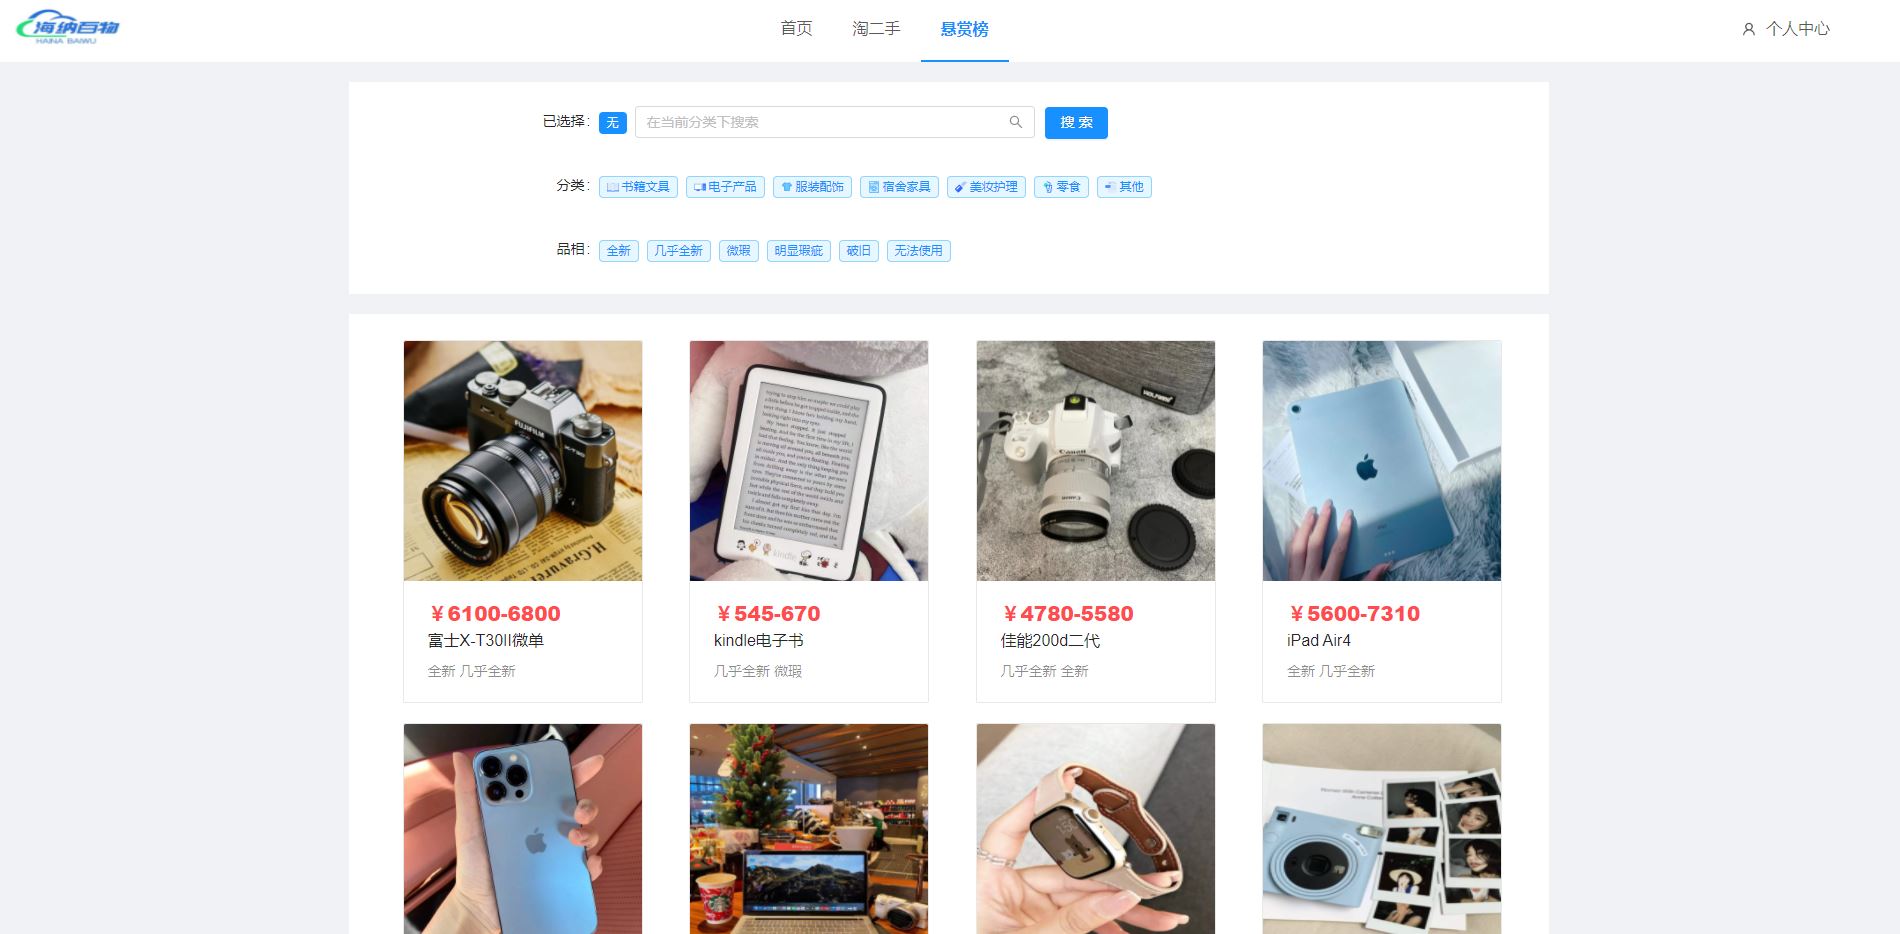 海纳百物
HAINA BAIWU
首页
淘二手
悬赏榜
个人中心
已选择:
无
在当前分类下搜索
搜 索
分类:
书籍文具
电子产品
服装配饰
宿舍家具
美妆护理
零食
其他
品相:
全新
几乎全新
微瑕
明显瑕疵
破旧
无法使用
FUJIFILM
X-T30
H.Gravurer
kindle
Canon
Canon
￥6100-6800
富士X-T30II微单
全新 几乎全新
￥545-670
kindle电子书
几乎全新 微瑕
￥4780-5580
佳能200d二代
几乎全新 全新
￥5600-7310
iPad Air4
全新 几乎全新